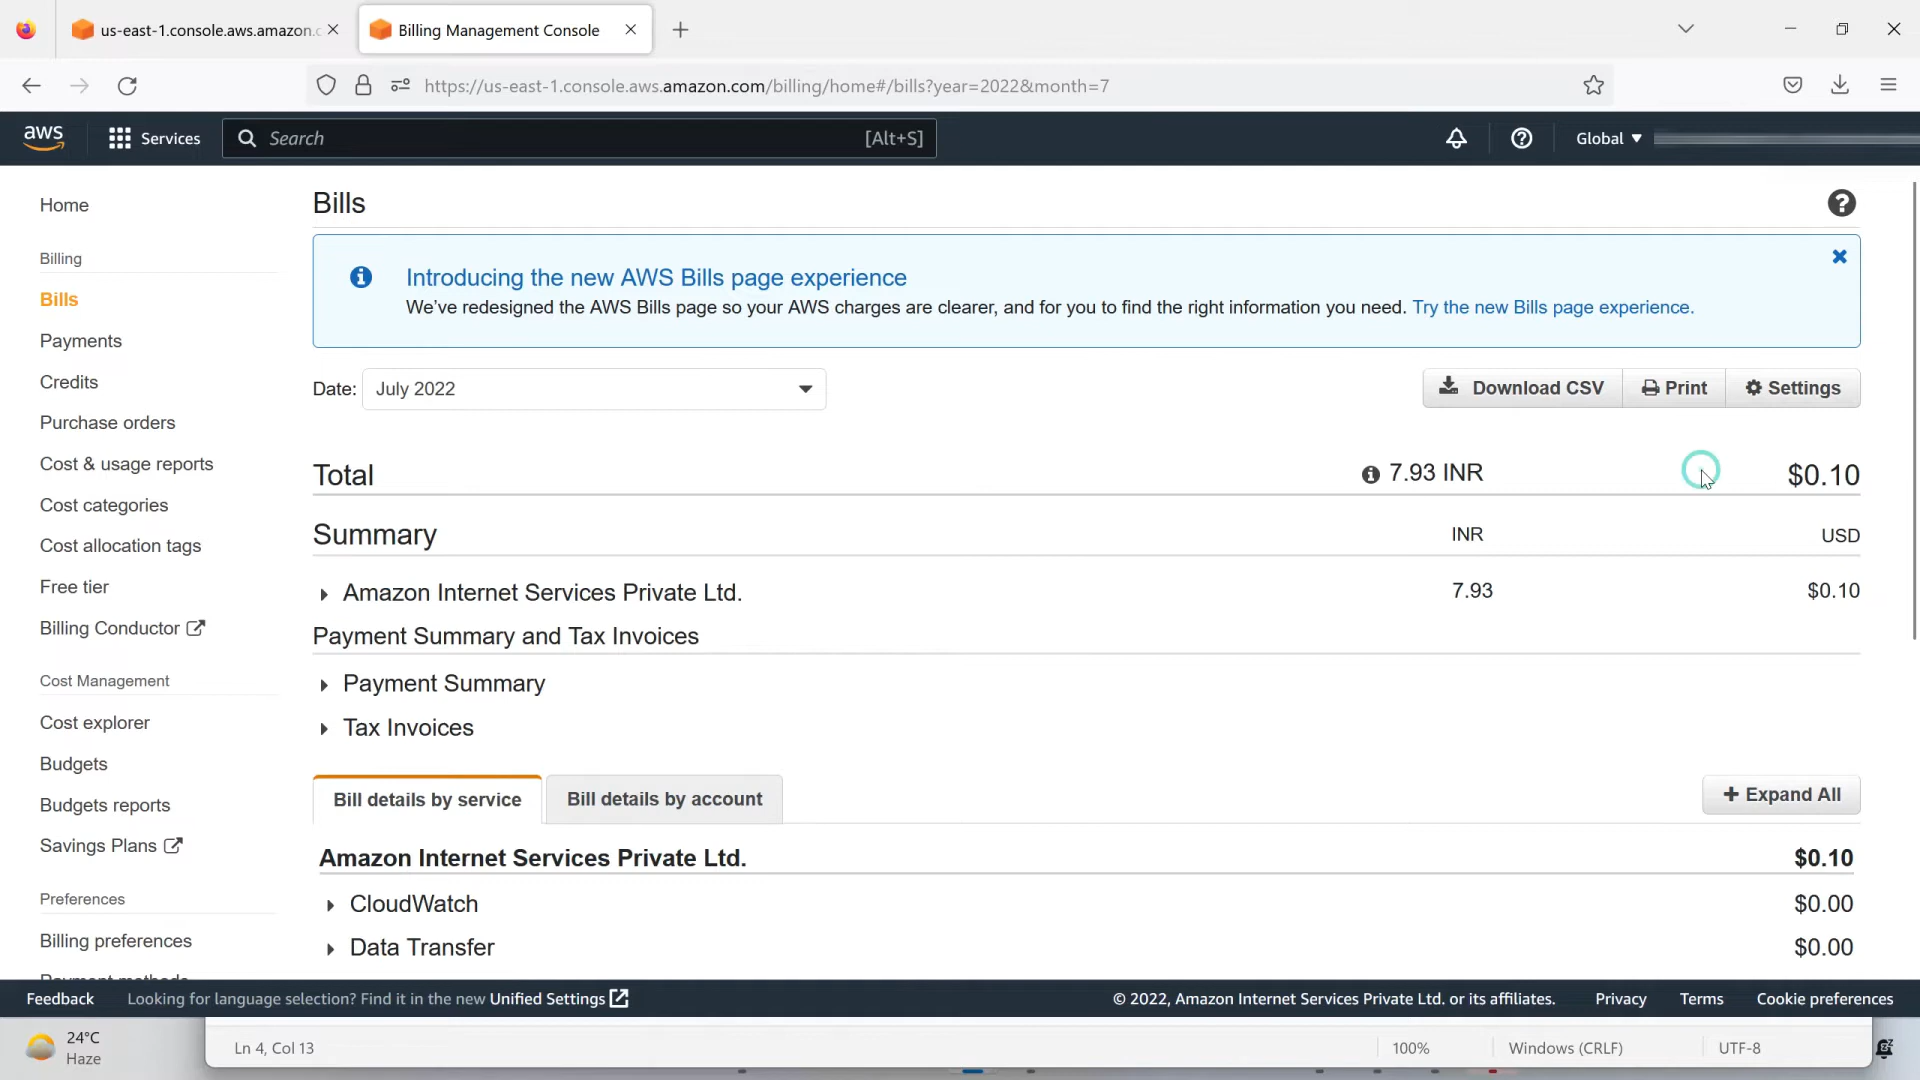 us-east-1.console.aws.amazon.c
Billing Management Console
https://us-east-1.console.aws.amazon.com/billing/home#/bills?year=2022&month=7
aws
Services
Search
[Alt+S]
Global
Home
Billing
Bills
Payments
Credits
Purchase orders
Cost & usage reports
Cost categories
Cost allocation tags
Free tier
Billing Conductor
Cost Management
Cost explorer
Budgets
Budgets reports
Savings Plans
Preferences
Billing preferences
Payment methods
Bills
Introducing the new AWS Bills page experience
We've redesigned the AWS Bills page so your AWS charges are clearer, and for you to find the right information you need. Try the new Bills page experience.
Date: July 2022
Download CSV Print Settings
Total 7.93 INR $0.10
Summary INR USD
Amazon Internet Services Private Ltd. 7.93 $0.10
Payment Summary and Tax Invoices
Payment Summary
Tax Invoices
Bill details by service Bill details by account + Expand All
Amazon Internet Services Private Ltd. $0.10
CloudWatch $0.00
Data Transfer $0.00
Feedback Looking for language selection? Find it in the new Unified Settings © 2022, Amazon Internet Services Private Ltd. or its affiliates. Privacy Terms Cookie preferences
24°C
Haze
Ln 4, Col 13 100% Windows (CRLF) UTF-8